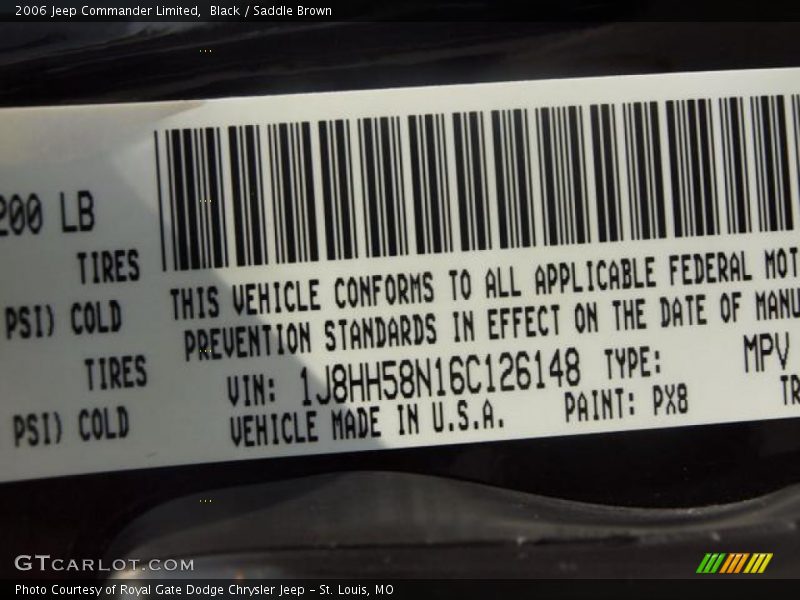 2006 Jeep Commander Limited,  Black / Saddle Brown
200 LB
TIRES
PSI) COLD
TIRES
PSI) COLD
THIS VEHICLE CONFORMS TO ALL APPLICABLE FEDERAL MOT
PREVENTION STANDARDS IN EFFECT ON THE DATE OF MANU
VIN: 1J8HH58N16C126148 TYPE: MPV
VEHICLE MADE IN U.S.A. PAINT: PX8 TR
GTCARLOT.COM
Photo Courtesy of Royal Gate Dodge Chrysler Jeep – St. Louis, MO